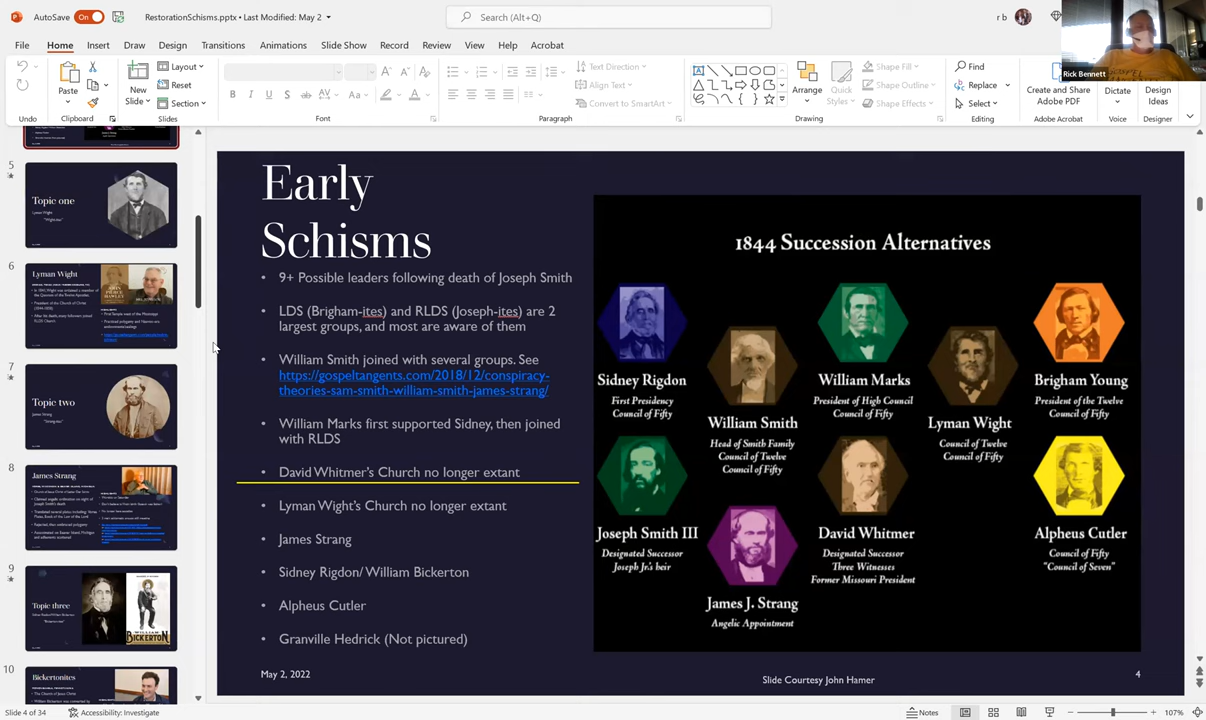 AutoSave
On
RestorationSchisms.pptx • Last Modified: May 2
Search (Alt+Q)
r b
Rick Bennett
File
Home
Insert
Draw
Design
Transitions
Animations
Slide Show
Record
Review
View
Help
Acrobat
Paste
New
Slide
Layout
Reset
Section
B
I
U
S
ab
AV
Aa
A
Text Direction
Align Text
Convert to SmartArt
Arrange
Quick
Styles
Shape Fill
Shape Outline
Shape Effects
Find
Replace
Select
Create and Share
Adobe PDF
Dictate
Design
Ideas
Undo
Clipboard
Slides
Font
Paragraph
Drawing
Editing
Adobe Acrobat
Voice
Designer
5
Topic one
Lyman Wight
6
Lyman Wight
7
Topic two
James Strang
8
James Strang
9
Topic three
WILLIAM
BICKERTON
10
Bickertonites
Early
Schisms
• 9+ Possible leaders following death of Joseph Smith
• LDS (Brigham-ites) and RLDS (Joseph-ites) are 2
largest groups, and most are aware of them
• William Smith joined with several groups. See
https://gospeltangents.com/2018/12/conspiracy-
theories-sam-smith-william-smith-james-strang/
• William Marks first supported Sidney, then joined
with RLDS
• David Whitmer's Church no longer extant
• Lyman Wight's Church no longer extant
• James Strang
• Sidney Rigdon/ William Bickerton
• Alpheus Cutler
• Granville Hedrick (Not pictured)
1844 Succession Alternatives
Sidney Rigdon
First Presidency
Council of Fifty
William Smith
Head of Smith Family
Council of Twelve
Council of Fifty
William Marks
President of High Council
Council of Fifty
Lyman Wight
Council of Twelve
Council of Fifty
Brigham Young
President of the Twelve
Council of Fifty
Joseph Smith III
Designated Successor
Joseph Jr.'s heir
James J. Strang
Angelic Appointment
David Whitmer
Designated Successor
Three Witnesses
Former Missouri President
Alpheus Cutler
Council of Fifty
"Council of Seven"
May 2, 2022
Slide Courtesy John Hamer
4
Slide 4 of 34
Accessibility: Investigate
Notes
107%